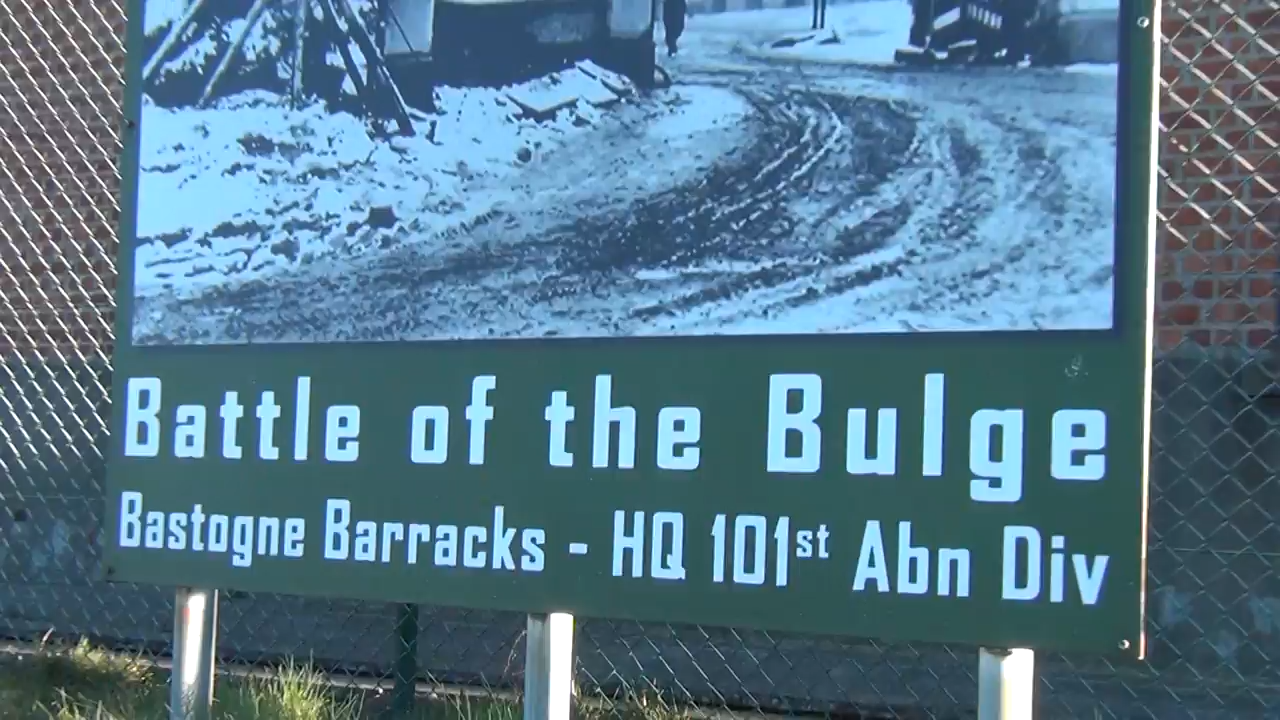 Battle of the Bulge
Bastogne Barracks - HQ 101st Abn Div